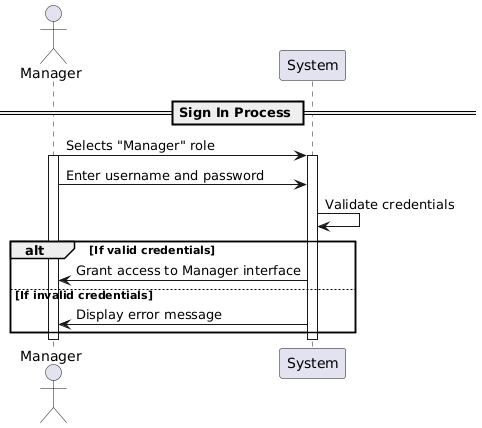 Manager
System
Sign In Process
Selects "Manager" role
Enter username and password
Validate credentials
alt
[If valid credentials]
Grant access to Manager interface
[If invalid credentials]
Display error message
Manager
System